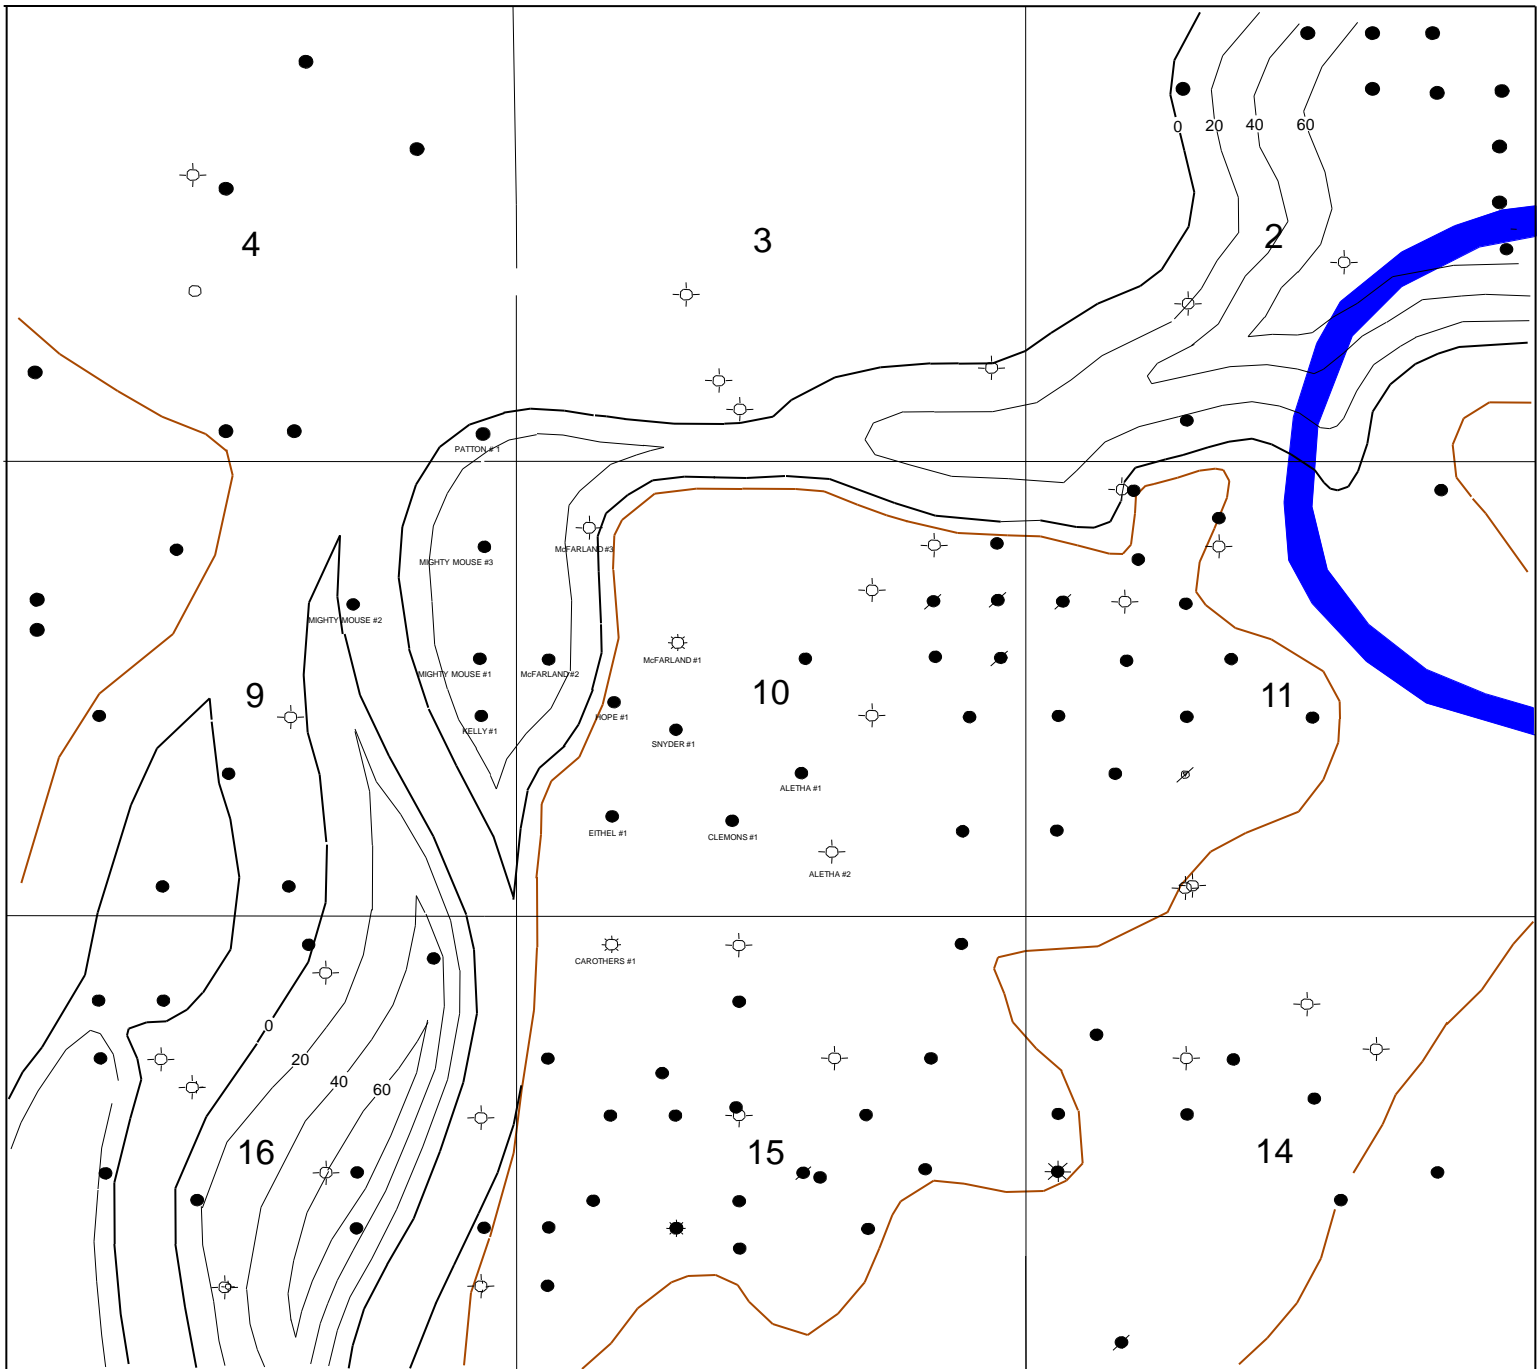 0
20
40
60
4
3
2
PATTON # 1
MIGHTY MOUSE #3
McFARLAND #3
MIGHTY MOUSE #2
MIGHTY MOUSE #1
McFARLAND #2
McFARLAND #1
9
10
11
KELLY #1
HOPE #1
SNYDER #1
ALETHA #1
EITHEL #1
CLEMONS #1
ALETHA #2
CAROTHERS #1
0
20
40
60
16
15
14